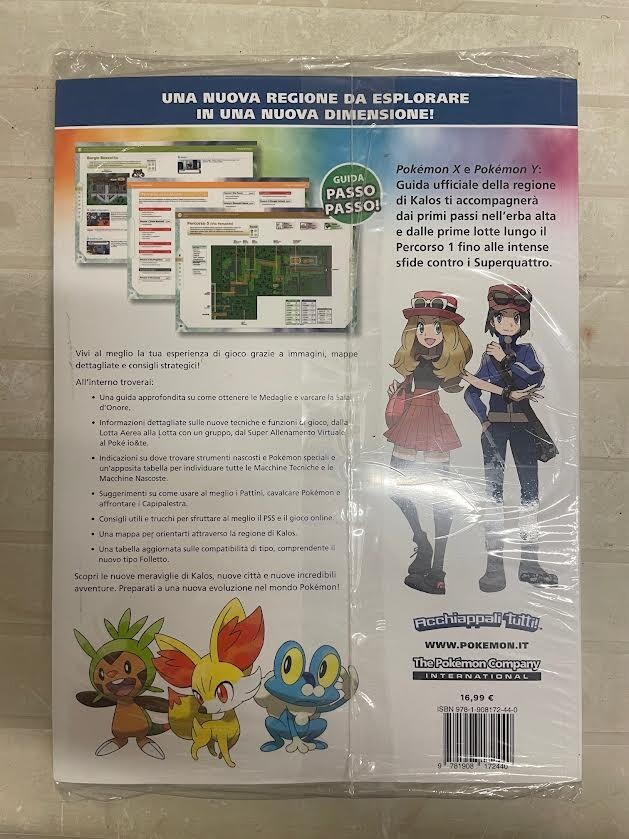 UNA NUOVA REGIONE DA ESPLORARE
IN UNA NUOVA DIMENSIONE!
GUIDA
PASSO
PASSO!
Percorso 5 (Via Pampuccio)
Pokémon X e Pokémon Y:
Guida ufficiale della regione
di Kalos ti accompagnerà
dai primi passi nell'erba alta
e dalle prime lotte lungo il
Percorso 1 fino alle intense
sfide contro i Superquattro.
Vivi al meglio la tua esperienza di gioco grazie a immagini, mappe
dettagliate e consigli strategici!
All'interno troverai:
• Una guida approfondita su come ottenere le Medaglie e varcare la Sala
d'Onore.
• Informazioni dettagliate sulle nuove tecniche e funzioni di gioco, dalla
Lotta Aerea alla Lotta con un gruppo, dal Super Allenamento Virtuale
al Poké io&te.
• Indicazioni su dove trovare strumenti nascosti e Pokémon speciali e
un'apposita tabella per individuare tutte le Macchine Tecniche e le
Macchine Nascoste.
• Suggerimenti su come usare al meglio i Pattini, cavalcare Pokémon e
affrontare i Capipalestra.
• Consigli utili e trucchi per sfruttare al meglio il PSS e il gioco online.
• Una mappa per orientarti attraverso la regione di Kalos.
• Una tabella aggiornata sulle compatibilità di tipo, comprendente il
nuovo tipo Folletto.
Scopri le nuove meraviglie di Kalos, nuove città e nuove incredibili
avventure. Preparati a una nuova evoluzione nel mondo Pokémon!
Acchiappali Tutti!
WWW.POKEMON.IT
The Pokémon Company
INTERNATIONAL
16,99 €
ISBN 978-1-908172-44-0
9 781908 172440